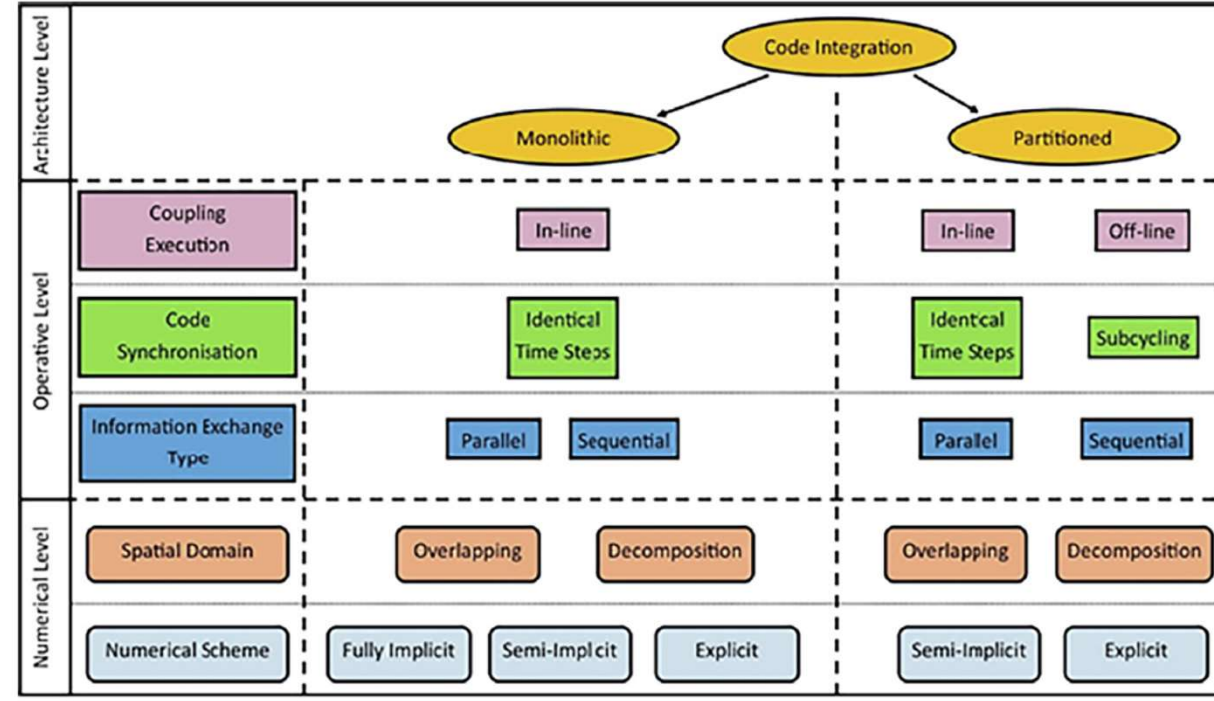 Architecture Level
Code Integration
Monolithic
Partitioned
Operative Level
Coupling
Execution
In-line
In-line
Off-line
Code
Synchronisation
Identical
Time Steps
Identical
Time Steps
Subcycling
Information Exchange
Type
Parallel
Sequential
Parallel
Sequential
Numerical Level
Spatial Domain
Overlapping
Decomposition
Overlapping
Decomposition
Numerical Scheme
Fully Implicit
Semi-Implicit
Explicit
Semi-Implicit
Explicit